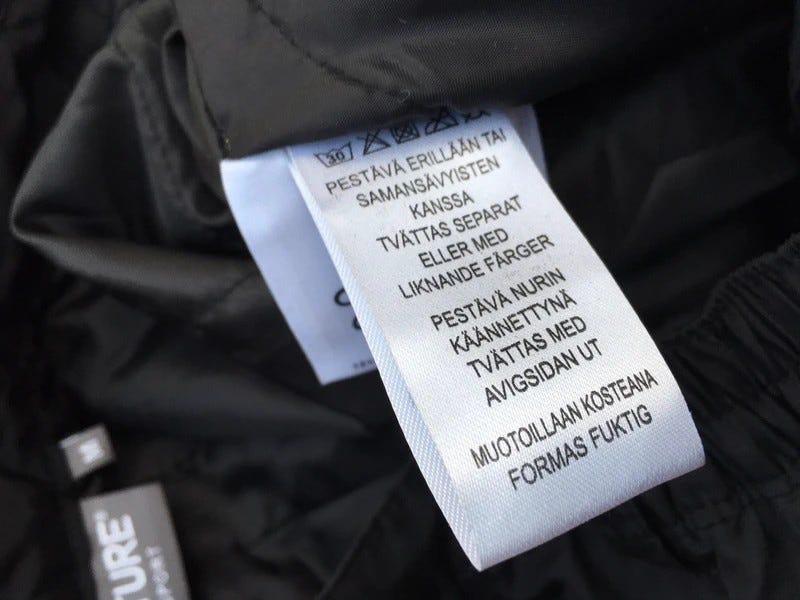 30
PESTÄVÄ ERILLÄÄN TAI
SAMANSÄVYISTEN
KANSSA
TVÄTTAS SEPARAT
ELLER MED
LIKNANDE FÄRGER
PESTÄVÄ NURIN
KÄÄNNETTYNÄ
TVÄTTAS MED
AVIGSIDAN UT
MUOTOILLAAN KOSTEANA
FORMAS FUKTIG
M
TURE